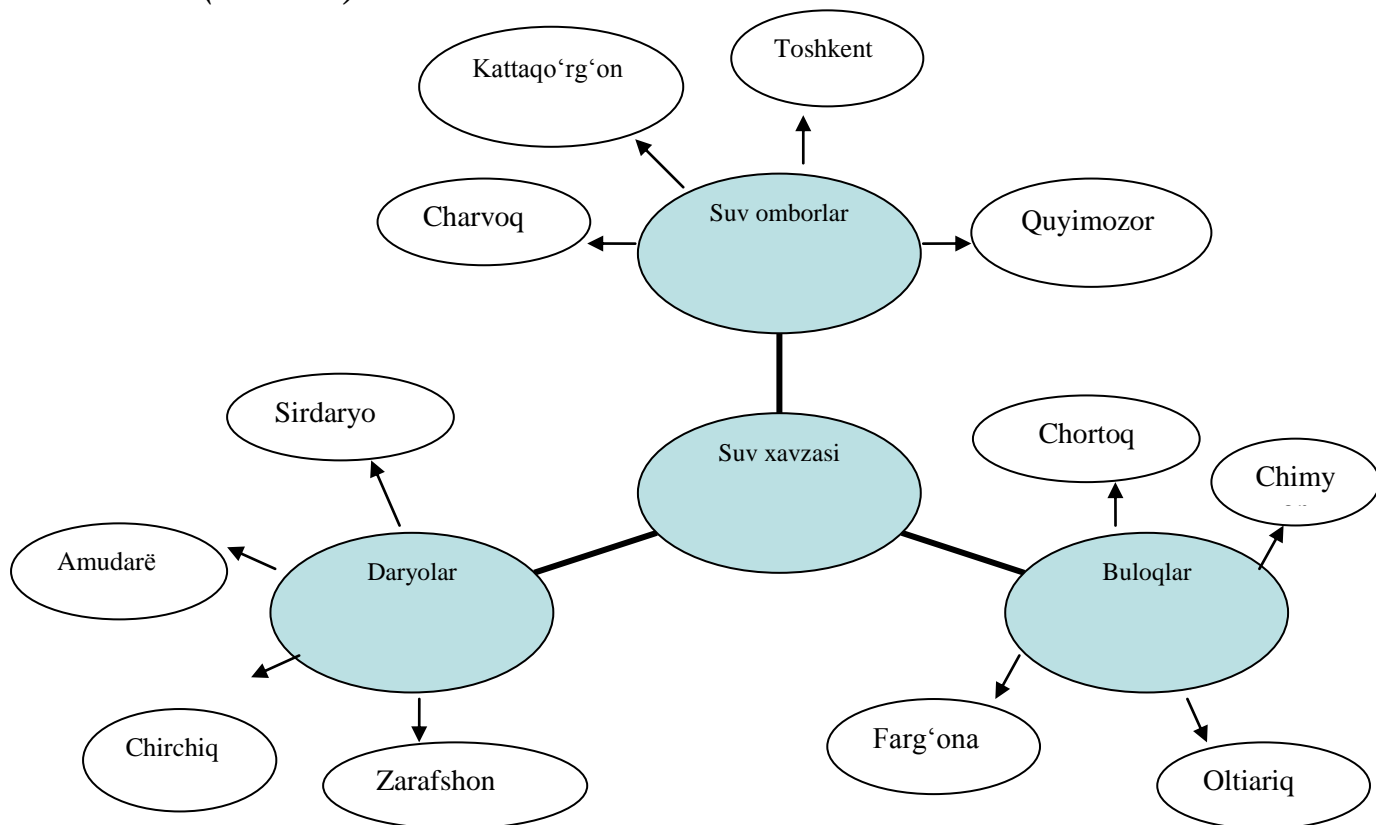 Toshkent
Kattaqo‘rg‘on
Charvoq
Suv omborlar
Quyimozor
Sirdaryo
Suv xavzasi
Chortoq
Chimy
Amudarë
Daryolar
Buloqlar
Chirchiq
Zarafshon
Farg‘ona
Oltiariq